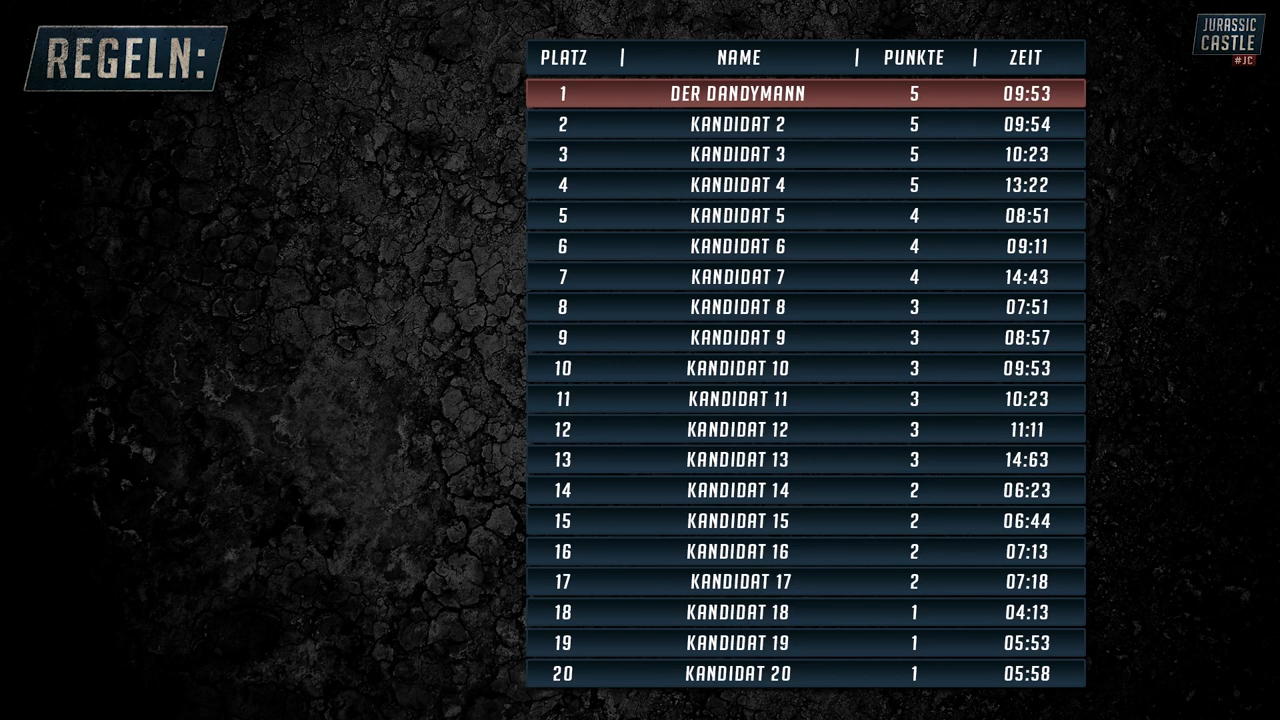 REGELN:
JURASSIC
CASTLE
#JC
PLATZ | NAME | PUNKTE | ZEIT
1 DER DANDYMANN 5 09:53
2 KANDIDAT 2 5 09:54
3 KANDIDAT 3 5 10:23
4 KANDIDAT 4 5 13:22
5 KANDIDAT 5 4 08:51
6 KANDIDAT 6 4 09:11
7 KANDIDAT 7 4 14:43
8 KANDIDAT 8 3 07:51
9 KANDIDAT 9 3 08:57
10 KANDIDAT 10 3 09:53
11 KANDIDAT 11 3 10:23
12 KANDIDAT 12 3 11:11
13 KANDIDAT 13 3 14:63
14 KANDIDAT 14 2 06:23
15 KANDIDAT 15 2 06:44
16 KANDIDAT 16 2 07:13
17 KANDIDAT 17 2 07:18
18 KANDIDAT 18 1 04:13
19 KANDIDAT 19 1 05:53
20 KANDIDAT 20 1 05:58